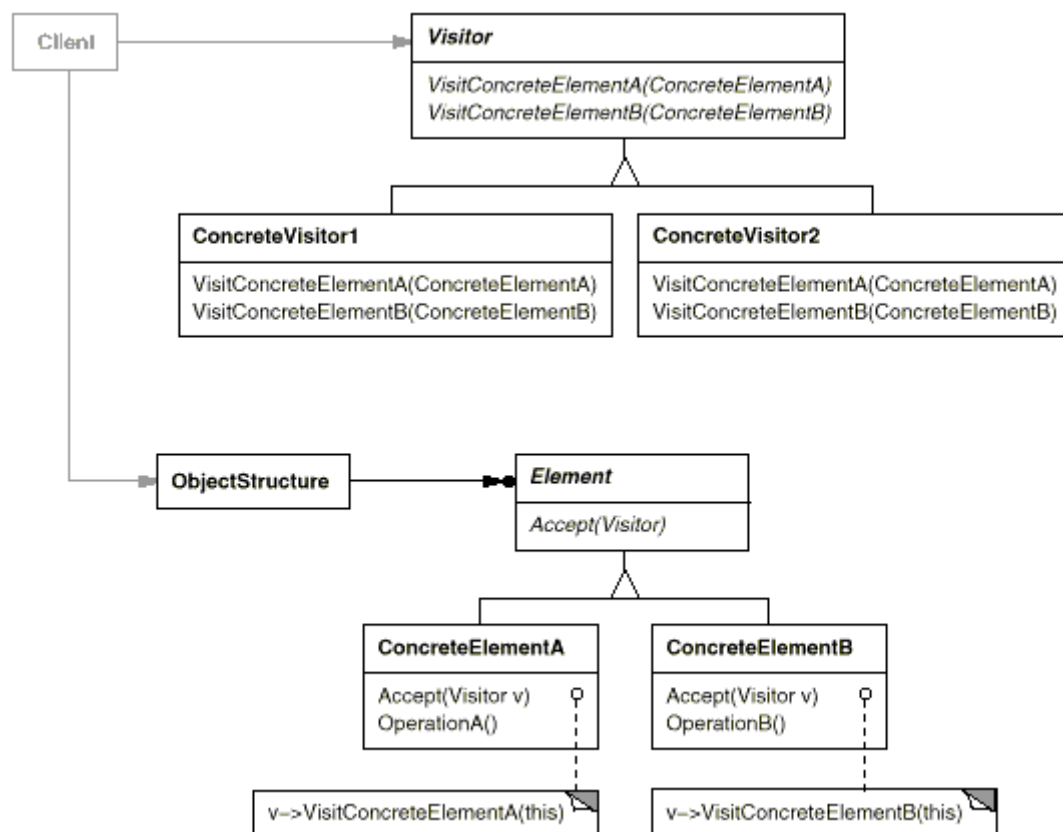 Client
Visitor
VisitConcreteElementA(ConcreteElementA)
VisitConcreteElementB(ConcreteElementB)
ConcreteVisitor1
VisitConcreteElementA(ConcreteElementA)
VisitConcreteElementB(ConcreteElementB)
ConcreteVisitor2
VisitConcreteElementA(ConcreteElementA)
VisitConcreteElementB(ConcreteElementB)
ObjectStructure
Element
Accept(Visitor)
ConcreteElementA
Accept(Visitor v)
OperationA()
ConcreteElementB
Accept(Visitor v)
OperationB()
v->VisitConcreteElementA(this)
v->VisitConcreteElementB(this)